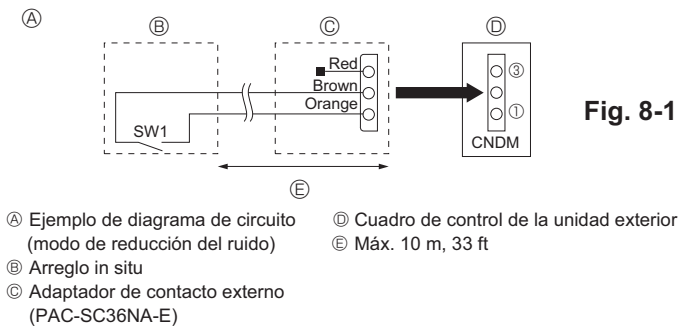 Ⓐ
Ⓑ
Ⓒ
Ⓓ
Red
Brown
Orange
SW1
③
①
CNDM
Fig. 8-1
Ⓔ
Ⓐ Ejemplo de diagrama de circuito
(modo de reducción del ruido)
Ⓑ Arreglo in situ
Ⓒ Adaptador de contacto externo
(PAC-SC36NA-E)
Ⓓ Cuadro de control de la unidad exterior
Ⓔ Máx. 10 m, 33 ft